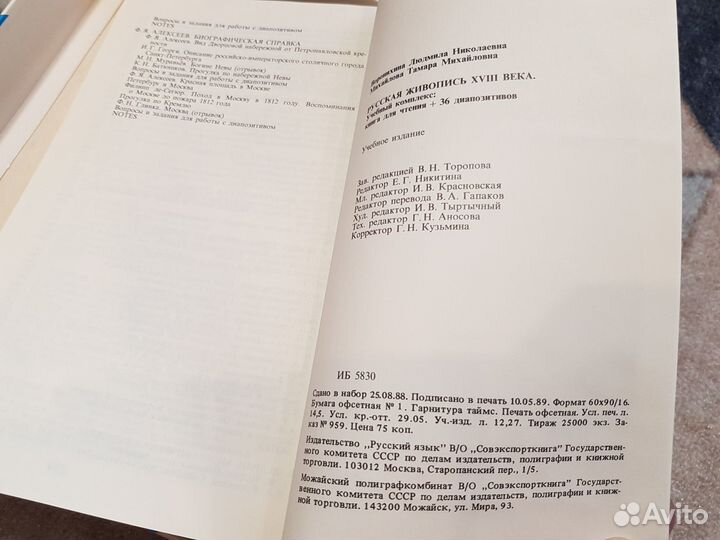 Вопросы и задания для работы с диапозитивом
NOTES
Ф. Я. АЛЕКСЕЕВ. БИОГРАФИЧЕСКАЯ СПРАВКА
Ф. Я. Алексеев. Вид Дворцовой набережной от Петропавловской кре-
пости
И. Г. Георги. Описание российско-императорского столичного города
Санкт-Петербурга
М. Н. Муравьёв. Богине Невы (отрывок)
К. Н. Батюшков. Прогулка по набережной Невы
Вопросы и задания для работы с диапозитивом
Ф. Я. Алексеев. Красная площадь в Москве
Петербург и Москва
Филипп де-Сегюр. Поход в Москву в 1812 году. Воспоминания
о Москве до пожара 1812 года
Прогулка по Кремлю
Ф. Н. Глинка. Москва (отрывок)
Вопросы и задания для работы с диапозитивом
NOTES
Воронихина Людмила Николаевна
Михайлова Тамара Михайловна
РУССКАЯ ЖИВОПИСЬ XVIII ВЕКА.
Учебный комплекс:
книга для чтения + 36 диапозитивов
Учебное издание
Зав. редакцией В. Н. Торопова
Редактор Е. Г. Никитина
Мл. редактор И. В. Красновская
Редактор перевода В. А. Гапаков
Худ. редактор И. В. Тыртычный
Тех. редактор Г. Н. Аносова
Корректор Г. Н. Кузьмина
ИБ 5830
Сдано в набор 25.08.88. Подписано в печать 10.05.89. Формат 60х90/16.
Бумага офсетная № 1. Гарнитура таймс. Печать офсетная. Усл. печ. л.
14,5. Усл. кр.-отт. 29.05. Уч.-изд. л. 12,27. Тираж 25000 экз. За-
каз № 959. Цена 75 коп.
Издательство ,,Русский язык" В/О ,,Совэкспорткнига" Государствен-
ного комитета СССР по делам издательств, полиграфии и книжной
торговли. 103012 Москва, Старопанский пер., 1/5.
Можайский полиграфкомбинат В/О ,,Совэкспорткнига" Государст-
венного комитета СССР по делам издательств, полиграфии и книж-
ной торговли. 143200 Можайск, ул. Мира, 93.
Avito